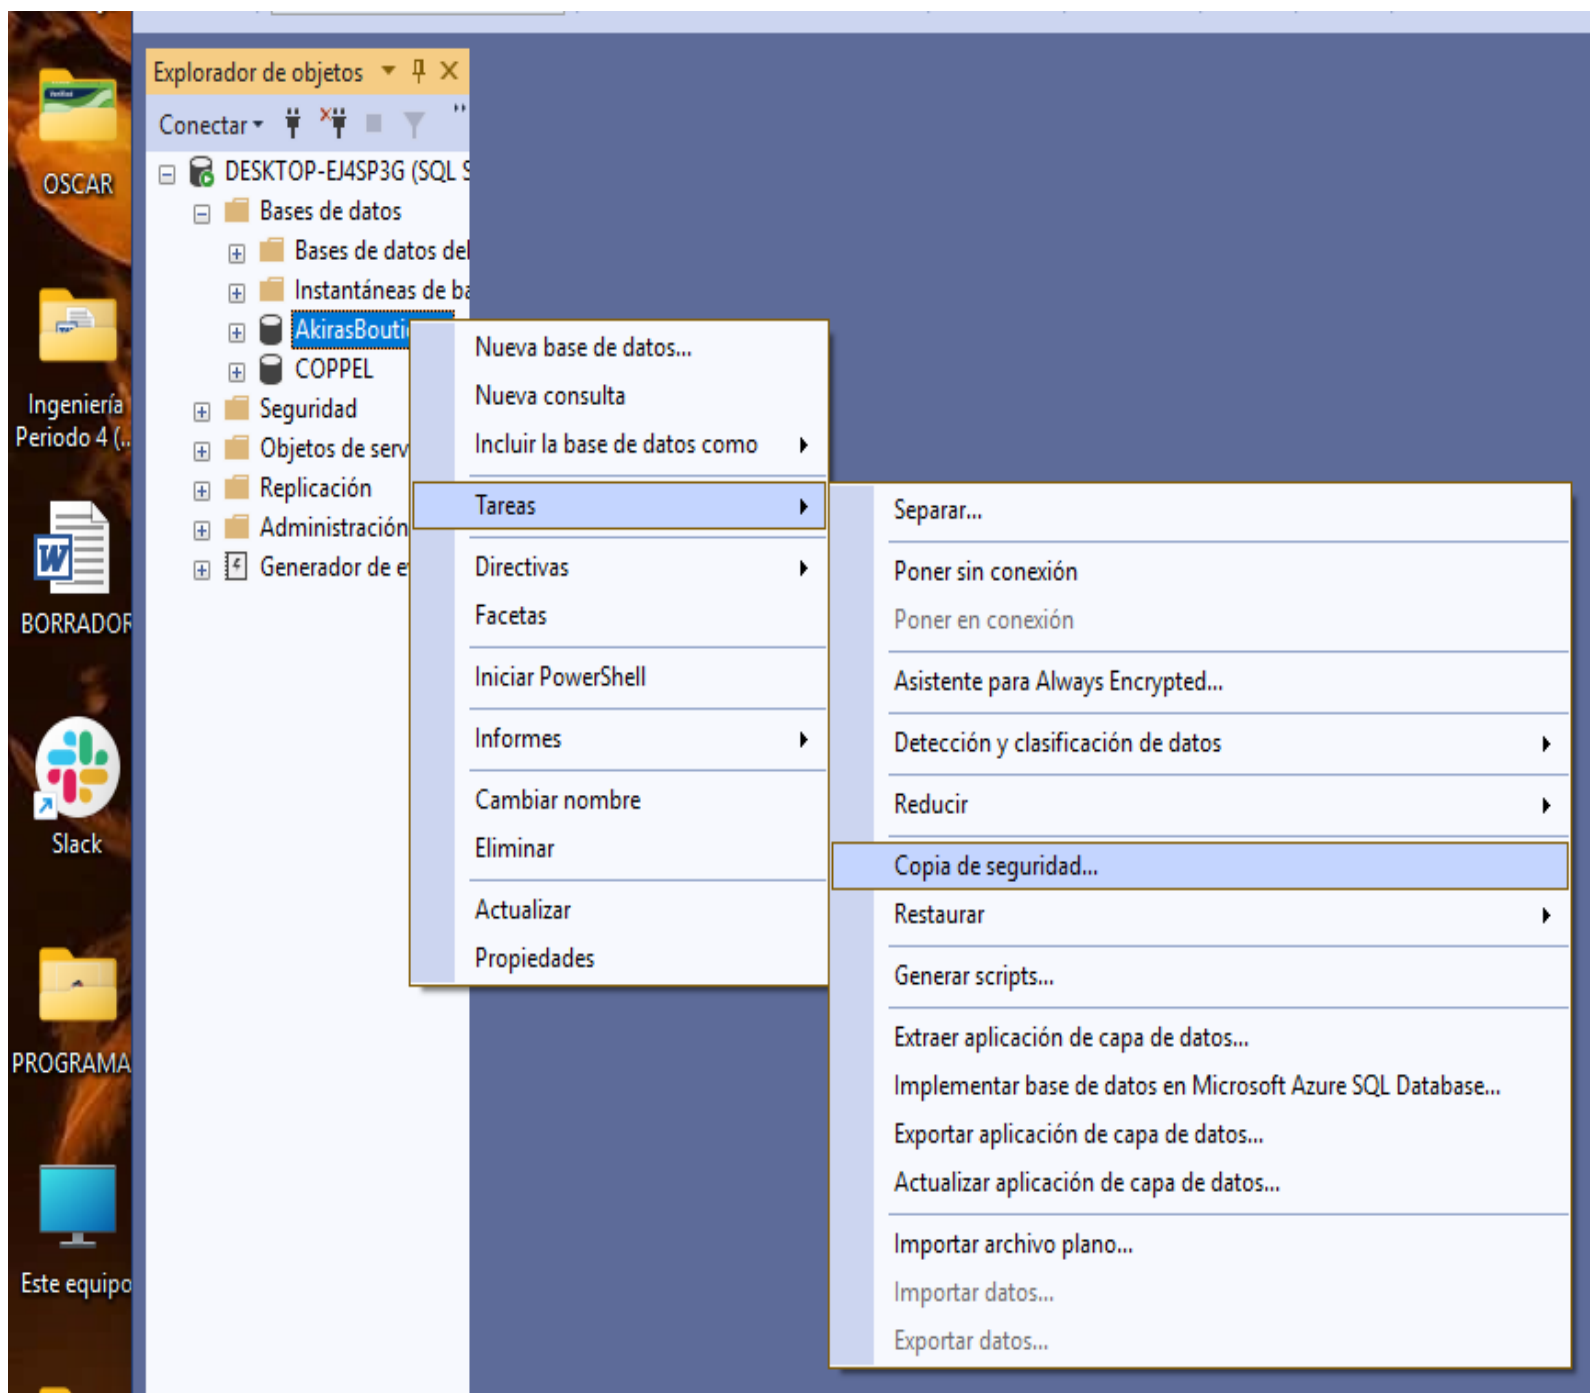 OSCAR
Ingeniería
Periodo 4 (...
BORRADOR
Slack
PROGRAMA
Este equipo
Explorador de objetos
Conectar
DESKTOP-EJ4SP3G (SQL S
Bases de datos
Bases de datos del
Instantáneas de ba
AkirasBouti
COPPEL
Seguridad
Objetos de serv
Replicación
Administración
Generador de e
Nueva base de datos...
Nueva consulta
Incluir la base de datos como
Tareas
Directivas
Facetas
Iniciar PowerShell
Informes
Cambiar nombre
Eliminar
Actualizar
Propiedades
Separar...
Poner sin conexión
Poner en conexión
Asistente para Always Encrypted...
Detección y clasificación de datos
Reducir
Copia de seguridad...
Restaurar
Generar scripts...
Extraer aplicación de capa de datos...
Implementar base de datos en Microsoft Azure SQL Database...
Exportar aplicación de capa de datos...
Actualizar aplicación de capa de datos...
Importar archivo plano...
Importar datos...
Exportar datos...